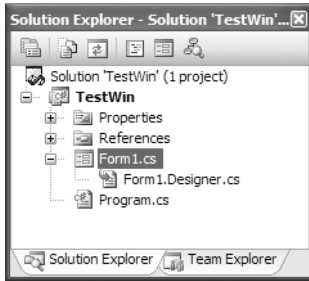 Solution Explorer - Solution 'TestWin'...
Solution 'TestWin' (1 project)
TestWin
Properties
References
Form1.cs
Form1.Designer.cs
Program.cs
Solution Explorer Team Explorer